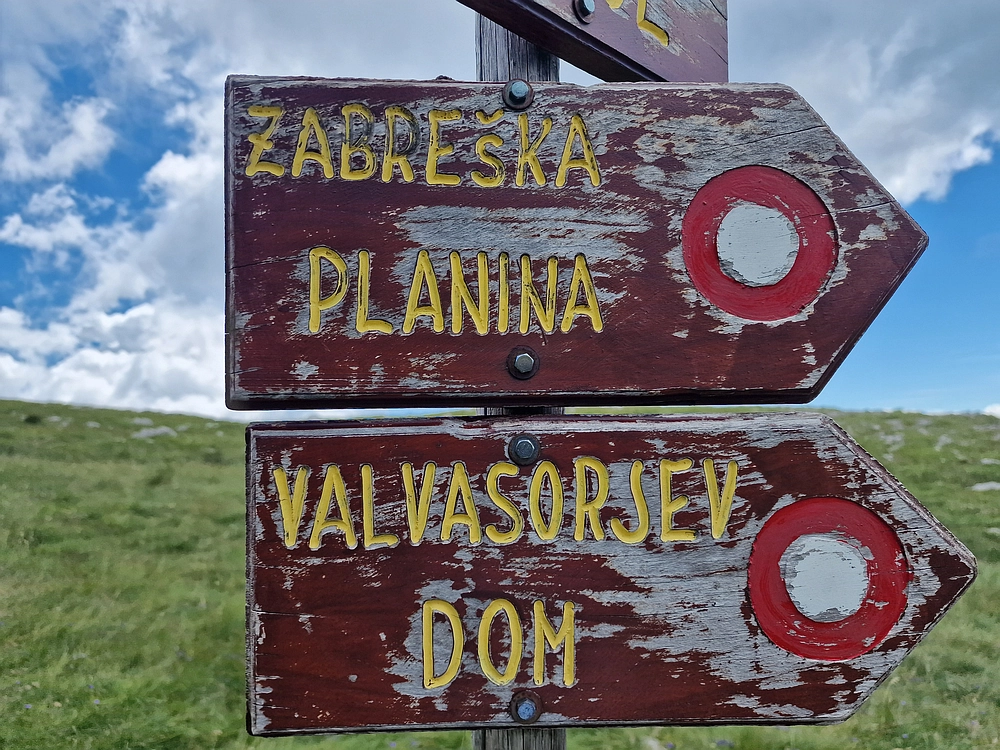 ZABREŠKA
PLANINA
VALVASORJEV
DOM